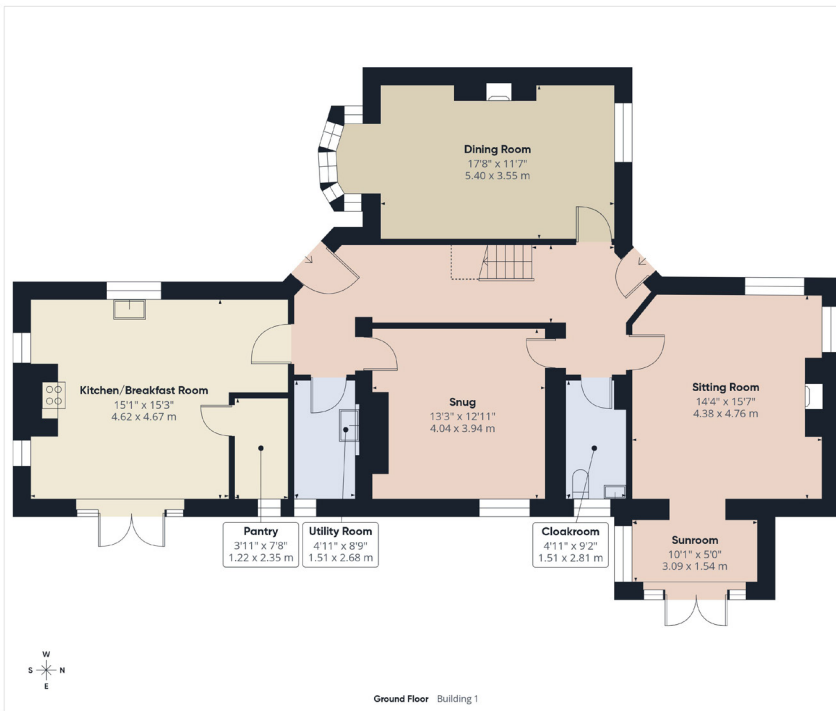 Dining Room
17'8" x 11'7"
5.40 x 3.55 m
Kitchen/Breakfast Room
15'1" x 15'3"
4.62 x 4.67 m
Snug
13'3" x 12'11"
4.04 x 3.94 m
Sitting Room
14'4" x 15'7"
4.38 x 4.76 m
Pantry
3'11" x 7'8"
1.22 x 2.35 m
Utility Room
4'11" x 8'9"
1.51 x 2.68 m
Cloakroom
4'11" x 9'2"
1.51 x 2.81 m
Sunroom
10'1" x 5'0"
3.09 x 1.54 m
W
S N
E
Ground Floor Building 1